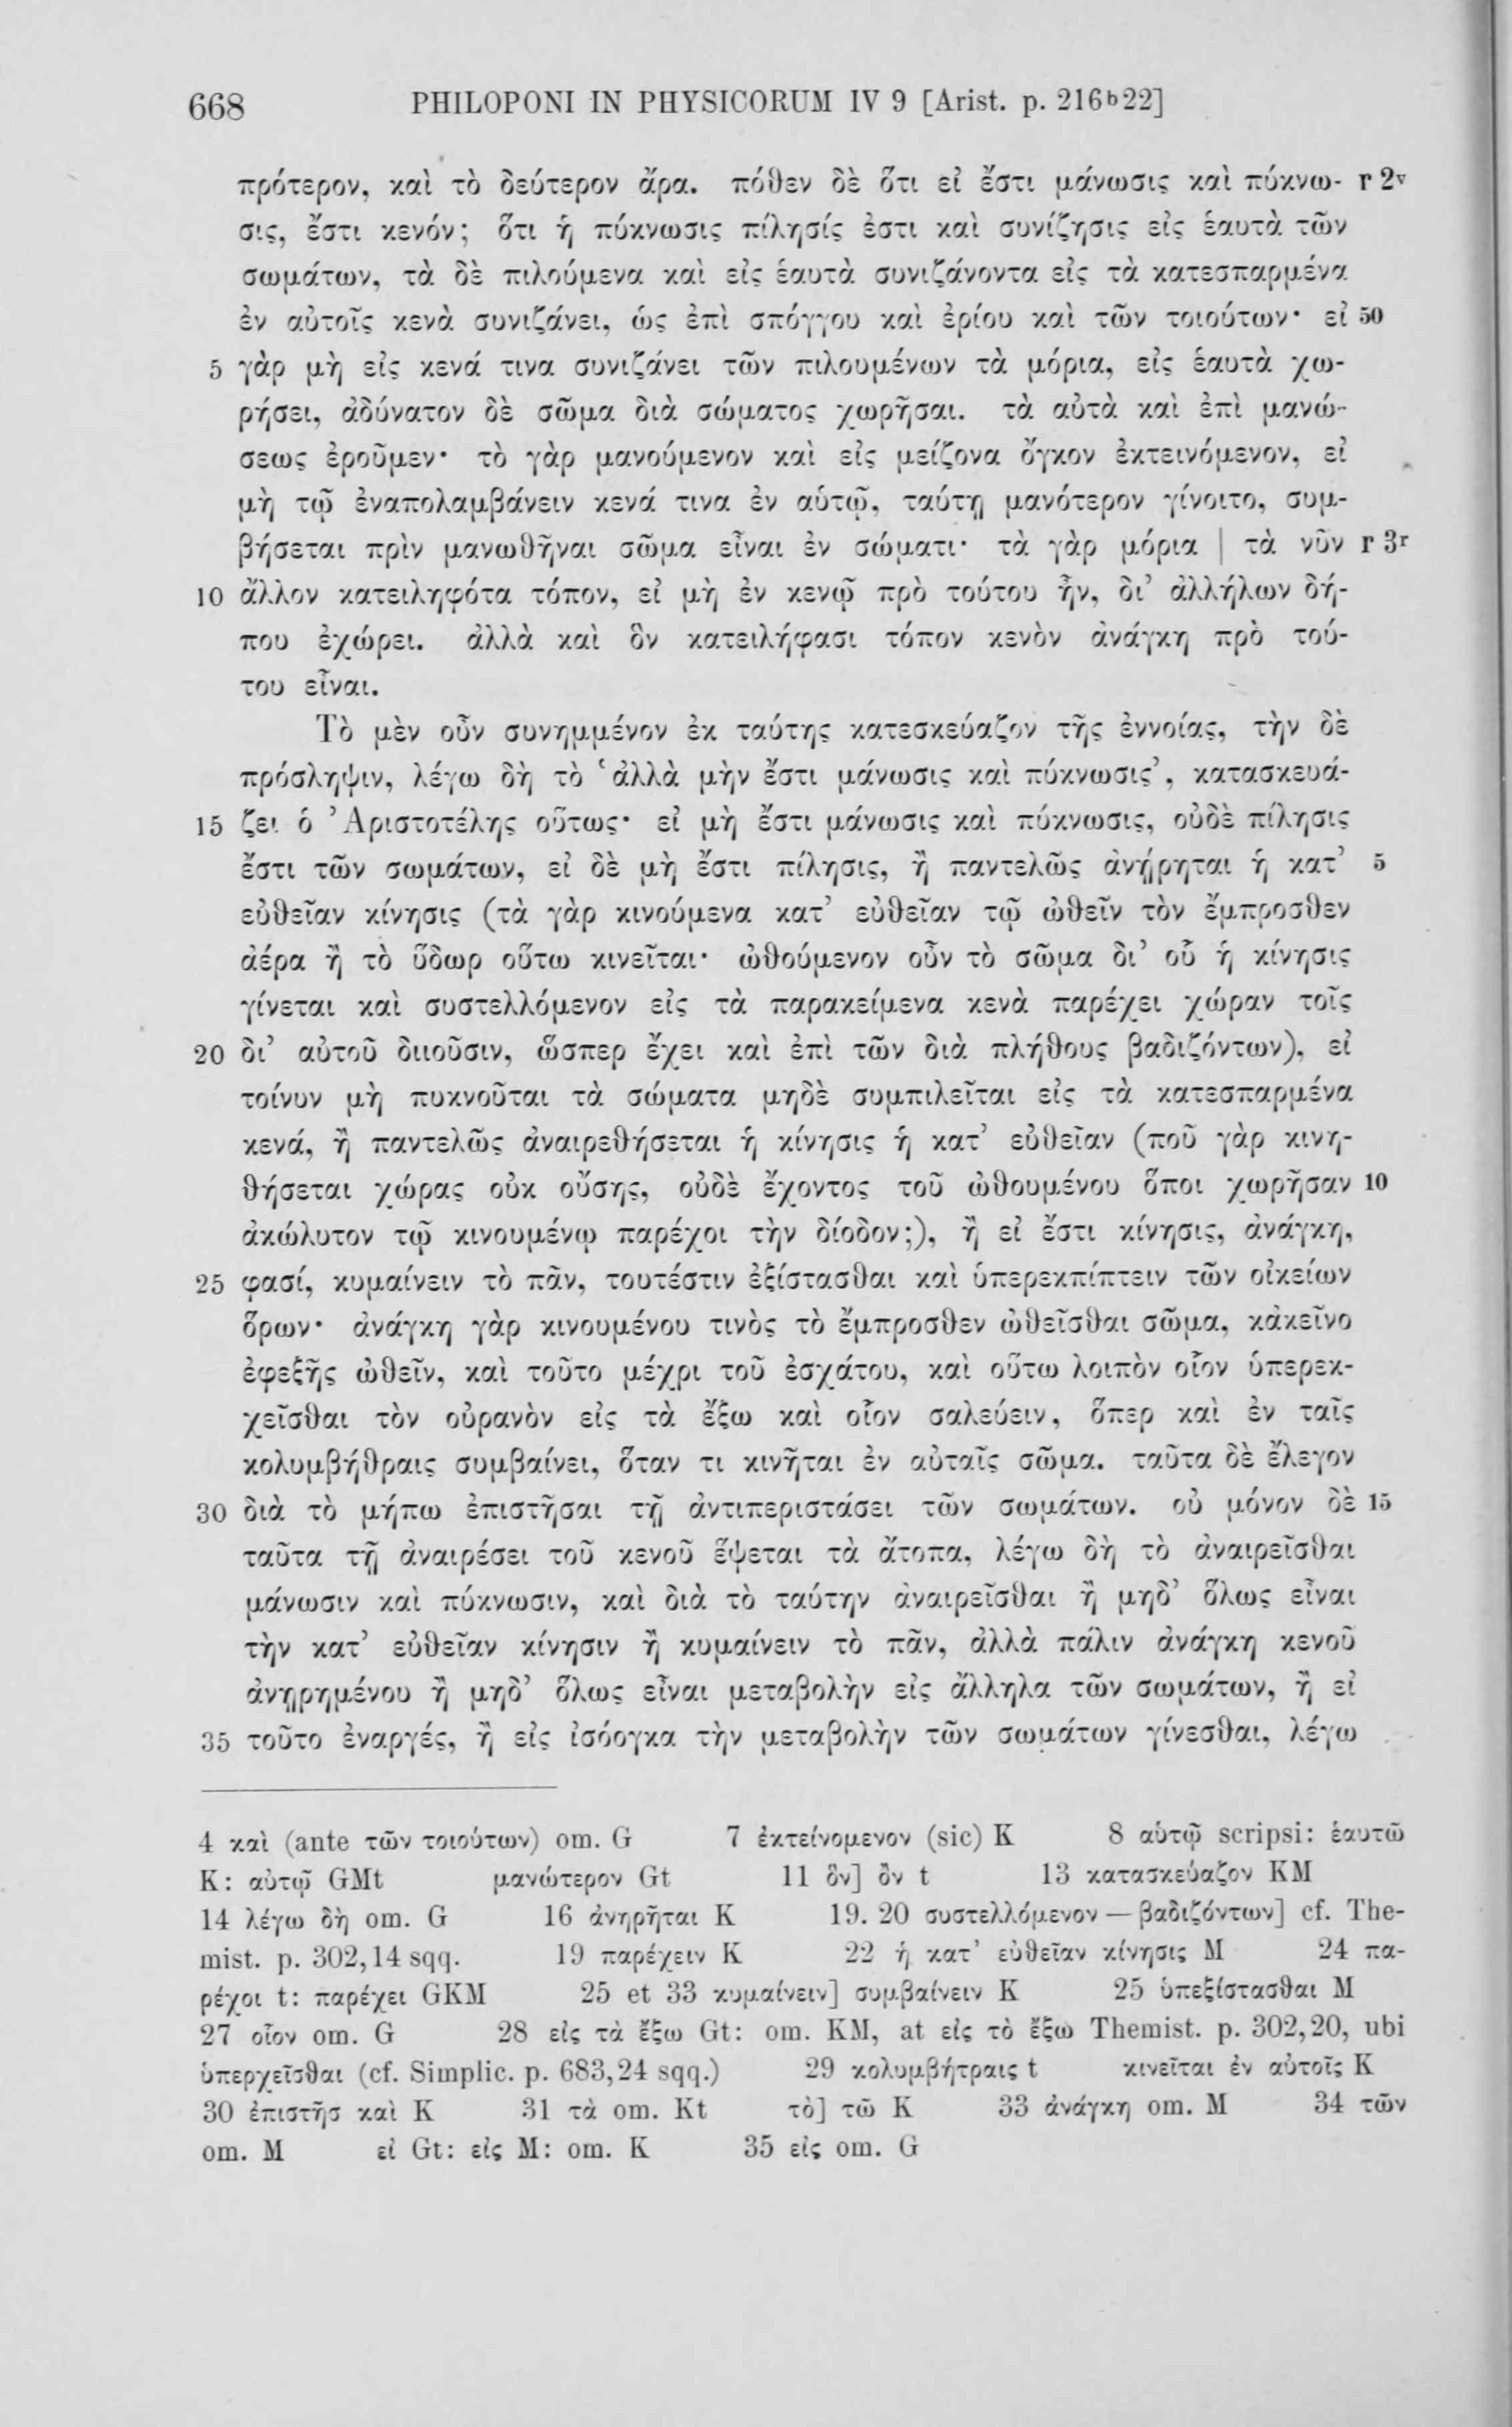 668 PHILOPONI IN PHYSICORUM IV 9 [Arist. p. 216ᵇ22]
πρότερον, καὶ τὸ δεύτερον ἄρα. πόθεν δὲ ὅτι εἰ ἔστι μάνωσις καὶ πύκνω- r 2ᵛ
σις, ἔστι κενόν; ὅτι ἡ πύκνωσις πίλησίς ἐστι καὶ συνίζησις εἰς ἑαυτὰ τῶν
σωμάτων, τὰ δὲ πιλούμενα καὶ εἰς ἑαυτὰ συνιζάνοντα εἰς τὰ κατεσπαρμένα
ἐν αὐτοῖς κενὰ συνιζάνει, ὡς ἐπὶ σπόγγου καὶ ἐρίου καὶ τῶν τοιούτων· εἰ 50
5 γὰρ μὴ εἰς κενά τινα συνιζάνει τῶν πιλουμένων τὰ μόρια, εἰς ἑαυτὰ χω-
ρήσει, ἀδύνατον δὲ σῶμα διὰ σώματος χωρῆσαι. τὰ αὐτὰ καὶ ἐπὶ μανώ-
σεως ἐροῦμεν· τὸ γὰρ μανούμενον καὶ εἰς μείζονα ὄγκον ἐκτεινόμενον, εἰ
μὴ τῷ ἐναπολαμβάνειν κενά τινα ἐν αὑτῷ, ταύτῃ μανότερον γίνοιτο, συμ-
βήσεται πρὶν μανωθῆναι σῶμα εἶναι ἐν σώματι· τὰ γὰρ μόρια | τὰ νῦν r 3ʳ
10 ἄλλον κατειληφότα τόπον, εἰ μὴ ἐν κενῷ πρὸ τούτου ἦν, δι’ ἀλλήλων δή-
που ἐχώρει. ἀλλὰ καὶ ὃν κατειλήφασι τόπον κενὸν ἀνάγκη πρὸ τού-
του εἶναι.
Τὸ μὲν οὖν συνημμένον ἐκ ταύτης κατεσκεύαζον τῆς ἐννοίας, τὴν δὲ
πρόσληψιν, λέγω δὴ τὸ ‘ἀλλὰ μὴν ἔστι μάνωσις καὶ πύκνωσις’, κατασκευά-
15 ζει ὁ Ἀριστοτέλης οὕτως· εἰ μὴ ἔστι μάνωσις καὶ πύκνωσις, οὐδὲ πίλησις
ἔστι τῶν σωμάτων, εἰ δὲ μὴ ἔστι πίλησις, ἢ παντελῶς ἀνῄρηται ἡ κατ’ 5
εὐθεῖαν κίνησις (τὰ γὰρ κινούμενα κατ’ εὐθεῖαν τῷ ὠθεῖν τὸν ἔμπροσθεν
ἀέρα ἢ τὸ ὕδωρ οὕτω κινεῖται· ὠθούμενον οὖν τὸ σῶμα δι’ οὗ ἡ κίνησις
γίνεται καὶ συστελλόμενον εἰς τὰ παρακείμενα κενὰ παρέχει χώραν τοῖς
20 δι’ αὐτοῦ διιοῦσιν, ὥσπερ ἔχει καὶ ἐπὶ τῶν διὰ πλήθους βαδιζόντων), εἰ
τοίνυν μὴ πυκνοῦται τὰ σώματα μηδὲ συμπιλεῖται εἰς τὰ κατεσπαρμένα
κενά, ἢ παντελῶς ἀναιρεθήσεται ἡ κίνησις ἡ κατ’ εὐθεῖαν (ποῦ γὰρ κινη-
θήσεται χώρας οὐκ οὔσης, οὐδὲ ἔχοντος τοῦ ὠθουμένου ὅποι χωρῆσαν 10
ἀκώλυτον τῷ κινουμένῳ παρέχοι τὴν δίοδον;), ἢ εἰ ἔστι κίνησις, ἀνάγκη,
25 φασί, κυμαίνειν τὸ πᾶν, τουτέστιν ἐξίστασθαι καὶ ὑπερεκπίπτειν τῶν οἰκείων
ὅρων· ἀνάγκη γὰρ κινουμένου τινὸς τὸ ἔμπροσθεν ὠθεῖσθαι σῶμα, κἀκεῖνο
ἐφεξῆς ὠθεῖν, καὶ τοῦτο μέχρι τοῦ ἐσχάτου, καὶ οὕτω λοιπὸν οἷον ὑπερεκ-
χεῖσθαι τὸν οὐρανὸν εἰς τὰ ἔξω καὶ οἷον σαλεύειν, ὅπερ καὶ ἐν ταῖς
κολυμβήθραις συμβαίνει, ὅταν τι κινῆται ἐν αὐταῖς σῶμα. ταῦτα δὲ ἔλεγον
30 διὰ τὸ μήπω ἐπιστῆσαι τῇ ἀντιπεριστάσει τῶν σωμάτων. οὐ μόνον δὲ 15
ταῦτα τῇ ἀναιρέσει τοῦ κενοῦ ἕψεται τὰ ἄτοπα, λέγω δὴ τὸ ἀναιρεῖσθαι
μάνωσιν καὶ πύκνωσιν, καὶ διὰ τὸ ταύτην ἀναιρεῖσθαι ἢ μηδ’ ὅλως εἶναι
τὴν κατ’ εὐθεῖαν κίνησιν ἢ κυμαίνειν τὸ πᾶν, ἀλλὰ πάλιν ἀνάγκη κενοῦ
ἀνῃρημένου ἢ μηδ’ ὅλως εἶναι μεταβολὴν εἰς ἄλληλα τῶν σωμάτων, ἢ εἰ
35 τοῦτο ἐναργές, ἢ εἰς ἰσόογκα τὴν μεταβολὴν τῶν σωμάτων γίνεσθαι, λέγω
4 καὶ (ante τῶν τοιούτων) om. G 7 ἐκτείνομενον (sic) K 8 αὑτῷ scripsi: ἑαυτῶ
K: αὐτῷ GMt μανώτερον Gt 11 ὃν] ὂν t 13 κατασκεύαζον KM
14 λέγω δὴ om. G 16 ἀνηρῆται K 19. 20 συστελλόμενον — βαδιζόντων] cf. The-
mist. p. 302,14 sqq. 19 παρέχειν K 22 ἡ κατ’ εὐθεῖαν κίνησις M 24 πα-
ρέχοι t: παρέχει GKM 25 et 33 κυμαίνειν] συμβαίνειν K 25 ὑπεξίστασθαι M
27 οἷον om. G 28 εἰς τὰ ἔξω Gt: om. KM, at εἰς τὸ ἔξω Themist. p. 302,20, ubi
ὑπερχεῖσθαι (cf. Simplic. p. 683,24 sqq.) 29 κολυμβήτραις t κινεῖται ἐν αὐτοῖς K
30 ἐπιστῆσ καὶ K 31 τὰ om. Kt τὸ] τῶ K 33 ἀνάγκη om. M 34 τῶν
om. M εἰ Gt: εἰς M: om. K 35 εἰς om. G